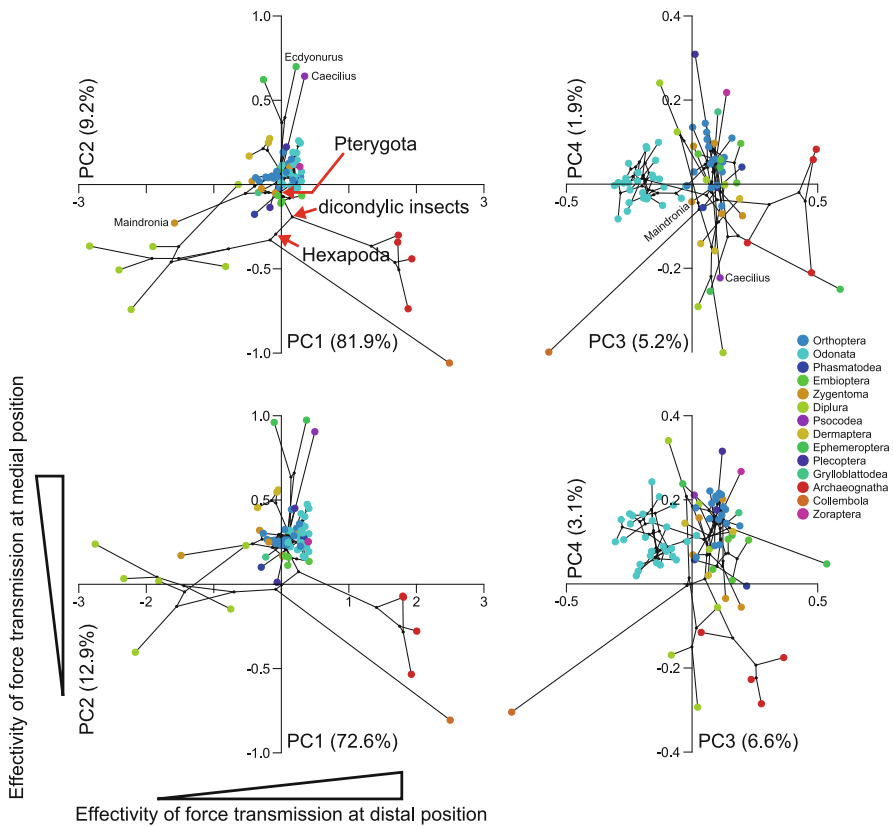 1.0
Ecdyonurus
Caecilius
0.5
PC2 (9.2%)
Pterygota
-3
3
dicondylic insects
Maindronia
Hexapoda
-0.5
PC1 (81.9%)
-1.0
0.4
0.2
PC4 (1.9%)
-0.5
0.5
Maindronia
-0.2
Caecilius
PC3 (5.2%)
Orthoptera
Odonata
Phasmatodea
Embioptera
Zygentoma
Diplura
Psocodea
Dermaptera
Ephemeroptera
Plecoptera
Grylloblattodea
Archaeognatha
Collembola
Zoraptera
Effectivity of force transmission at medial position
1.0
0.5
-3
-2
-1
1
2
3
PC2 (12.9%)
-0.5
PC1 (72.6%)
-1.0
0.4
0.2
PC4 (3.1%)
-0.5
0.5
-0.2
PC3 (6.6%)
-0.4
Effectivity of force transmission at distal position